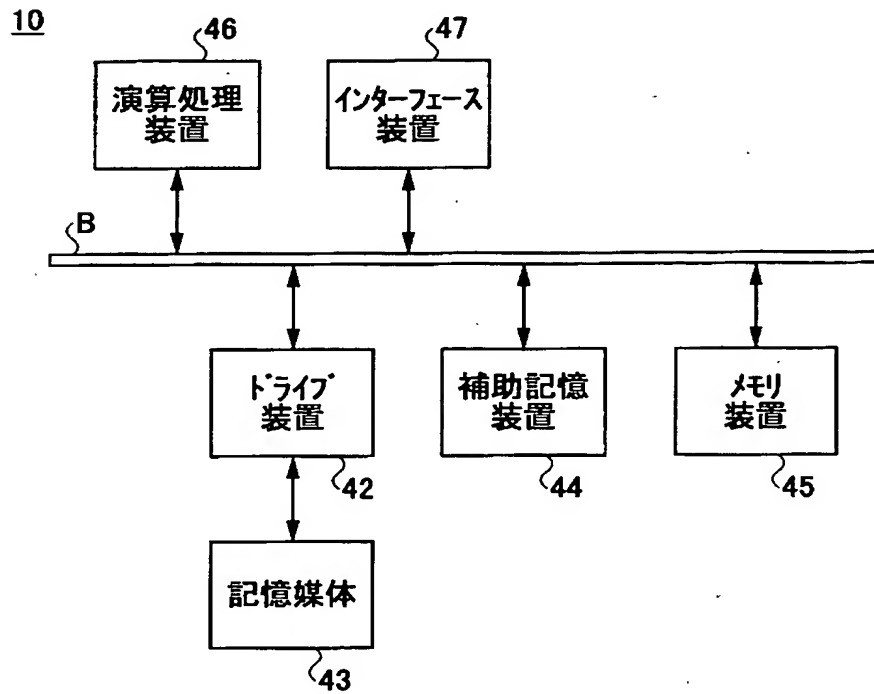 10
46
47
演算処理
装置
インターフェース
装置
B
ドライブ
装置
補助記憶
装置
メモリ
装置
42
44
45
記憶媒体
43